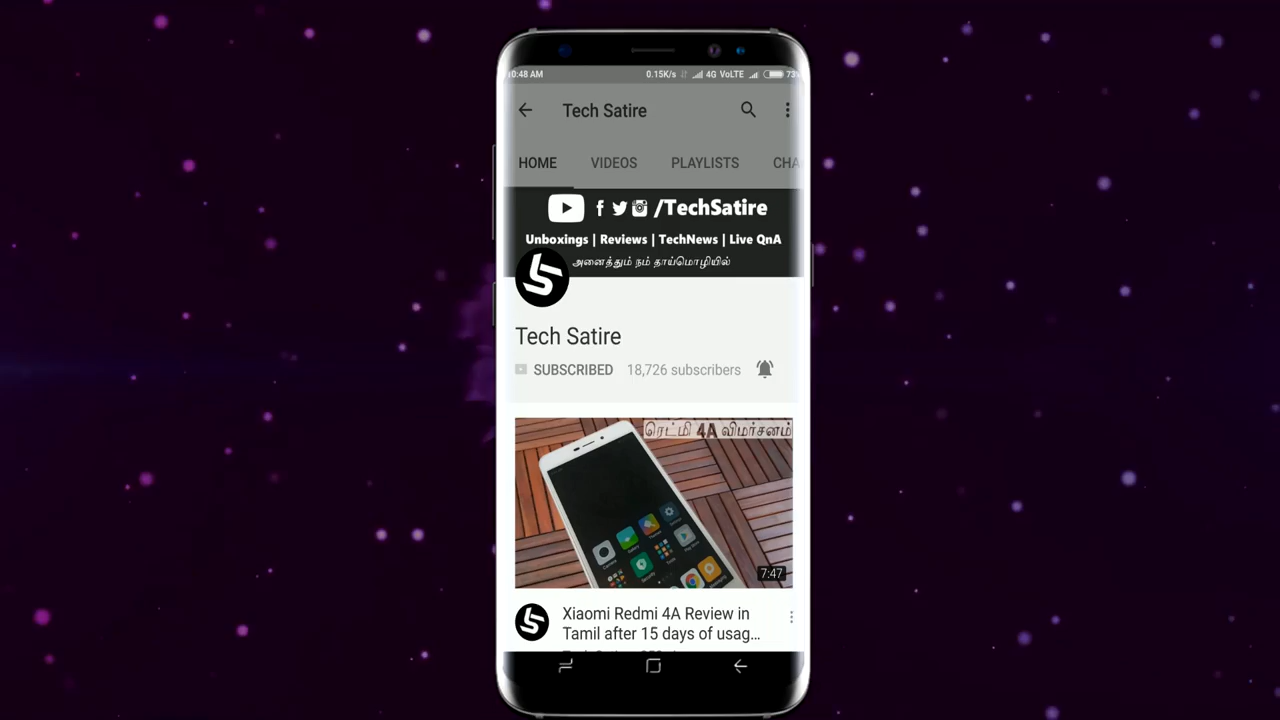 0:48 AM 0.15K/s 4G VoLTE 73%
Tech Satire
HOME VIDEOS PLAYLISTS CHA
/TechSatire
Unboxings | Reviews | TechNews | Live QnA
அனைத்தும் நம் தாய்மொழியில்
Tech Satire
SUBSCRIBED 18,726 subscribers
ரெட்மி 4A விமர்சனம்
7:47
Xiaomi Redmi 4A Review in
Tamil after 15 days of usag...